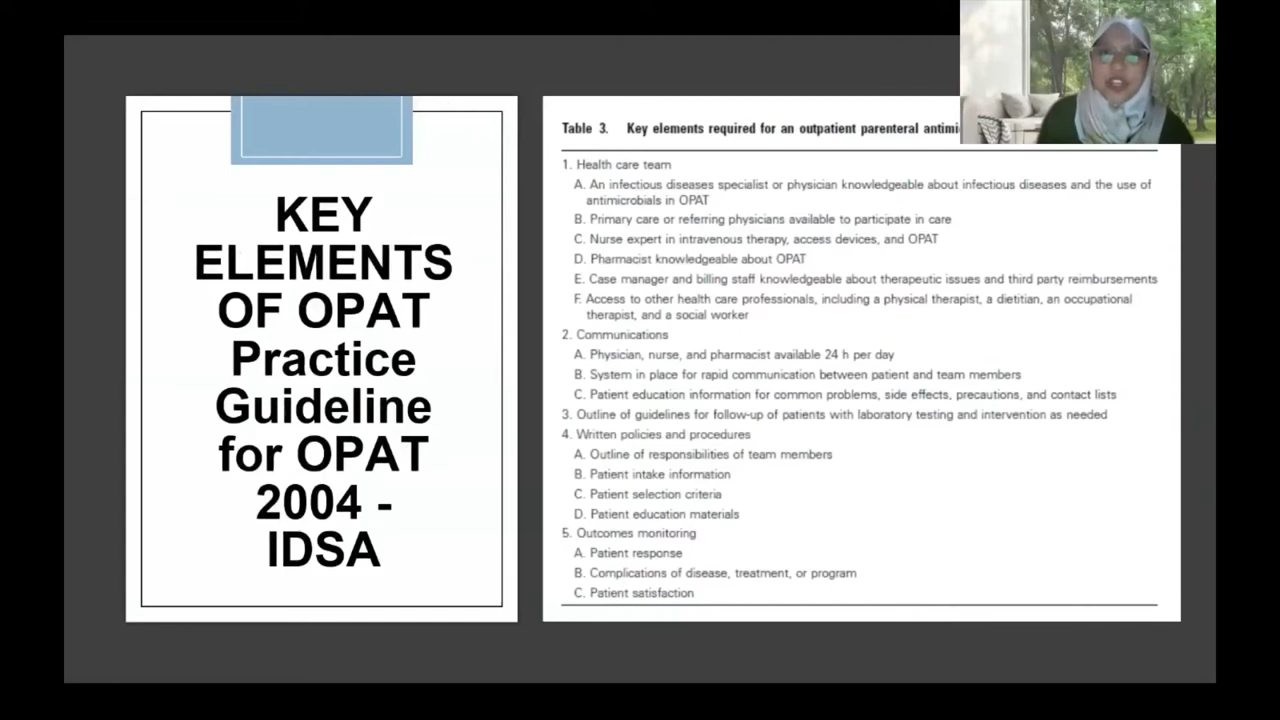 KEY
ELEMENTS
OF OPAT
Practice
Guideline
for OPAT
2004 -
IDSA
Table 3. Key elements required for an outpatient parenteral
1. Health care team
A. An infectious diseases specialist or physician knowledgeable about infectious diseases and the use of
antimicrobials in OPAT
B. Primary care or referring physicians available to participate in care
C. Nurse expert in intravenous therapy, access devices, and OPAT
D. Pharmacist knowledgeable about OPAT
E. Case manager and billing staff knowledgeable about therapeutic issues and third party reimbursements
F. Access to other health care professionals, including a physical therapist, a dietitian, an occupational
therapist, and a social worker
2. Communications
A. Physician, nurse, and pharmacist available 24 h per day
B. System in place for rapid communication between patient and team members
C. Patient education information for common problems, side effects, precautions, and contact lists
3. Outline of guidelines for follow-up of patients with laboratory testing and intervention as needed
4. Written policies and procedures
A. Outline of responsibilities of team members
B. Patient intake information
C. Patient selection criteria
D. Patient education materials
5. Outcomes monitoring
A. Patient response
B. Complications of disease, treatment, or program
C. Patient satisfaction